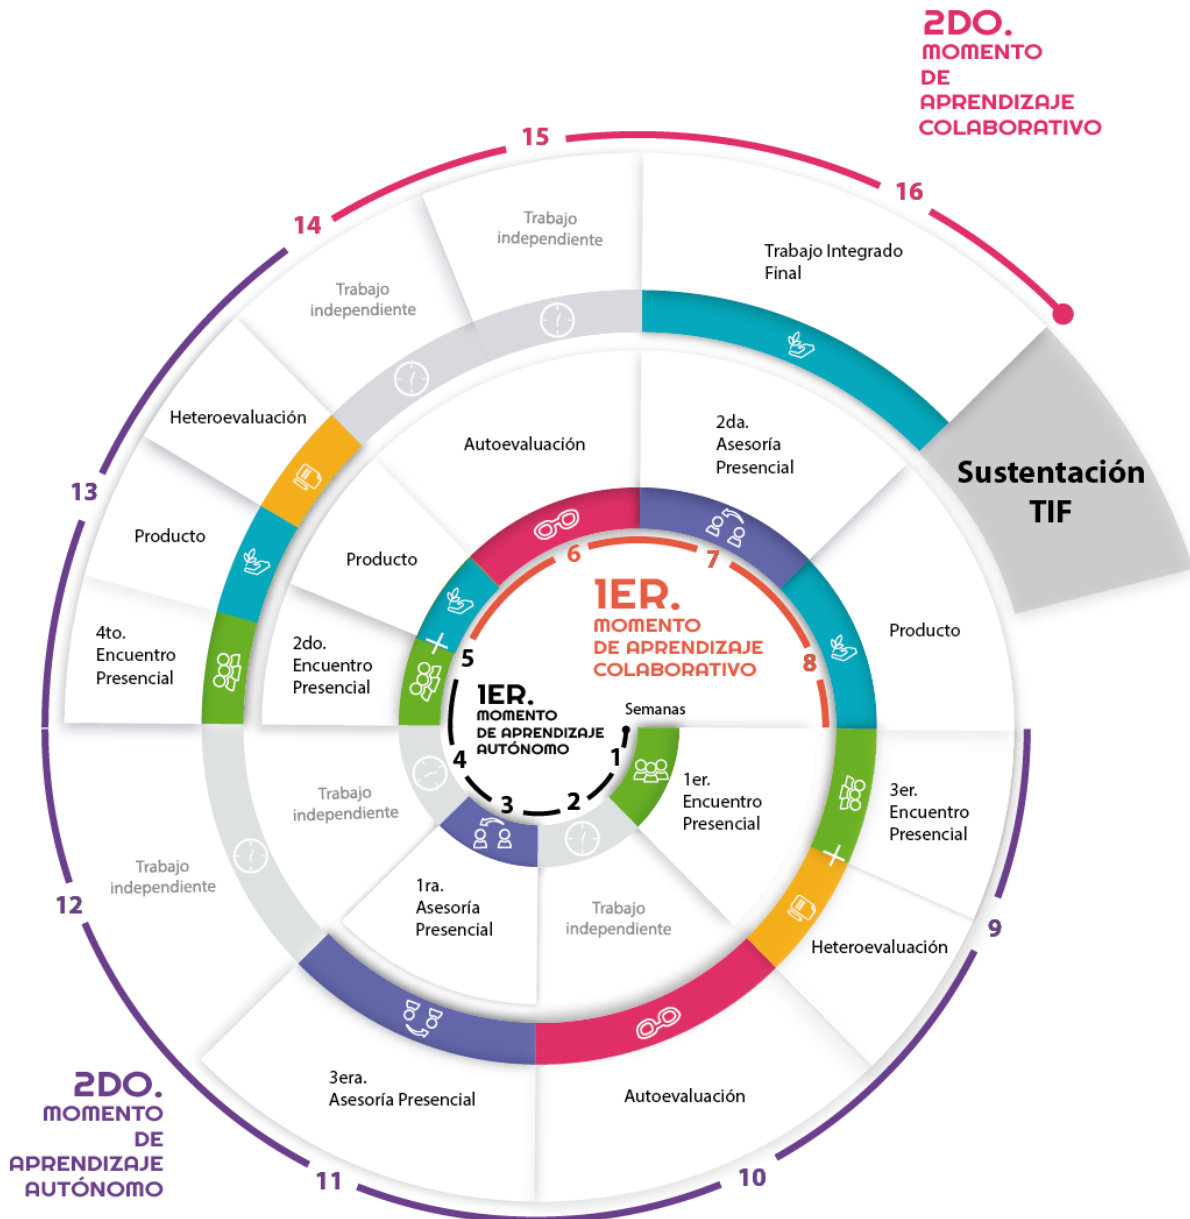 2DO.
MOMENTO
DE
APRENDIZAJE
COLABORATIVO
15
16
14
Trabajo
independiente
Trabajo Integrado
Final
Trabajo
independiente
Heteroevaluación
Autoevaluación
2da.
Asesoría
Presencial
Sustentación
TIF
13
Producto
Producto
6
7
1ER.
MOMENTO
DE APRENDIZAJE
COLABORATIVO
Producto
4to.
Encuentro
Presencial
2do.
Encuentro
Presencial
5
8
1ER.
MOMENTO
DE APRENDIZAJE
AUTÓNOMO
Semanas
4
1
3
2
1er.
Encuentro
Presencial
3er.
Encuentro
Presencial
Trabajo
independiente
Trabajo
independiente
12
1ra.
Asesoría
Presencial
Trabajo
independiente
9
Heteroevaluación
3era.
Asesoría Presencial
Autoevaluación
2DO.
MOMENTO
DE
APRENDIZAJE
AUTÓNOMO
11
10